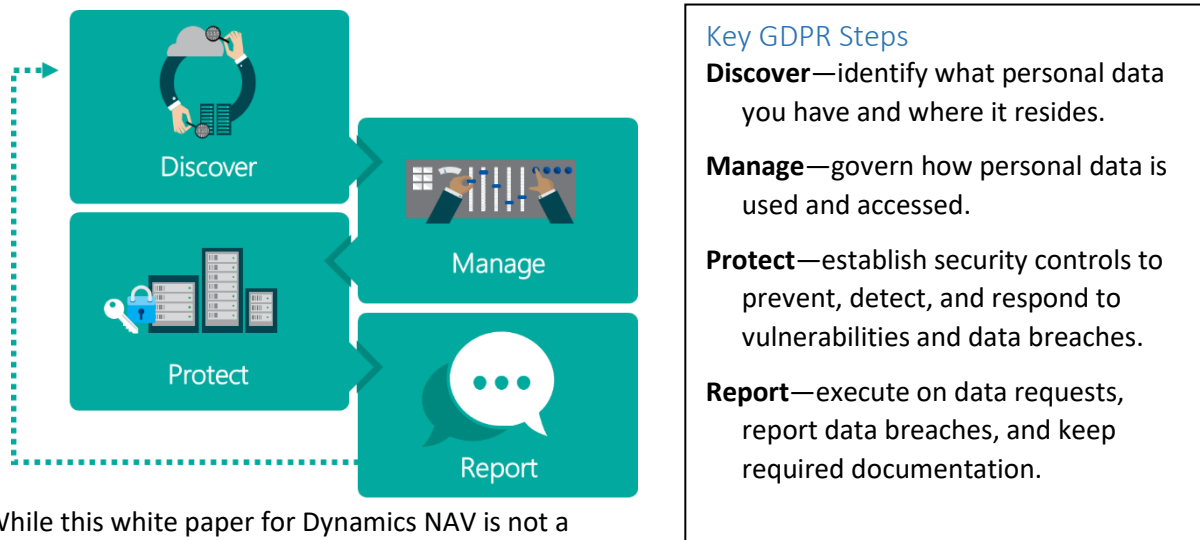 Discover
Manage
Protect
Report
While this white paper for Dynamics NAV is not a
Key GDPR Steps
Discover—identify what personal data
you have and where it resides.
Manage—govern how personal data is
used and accessed.
Protect—establish security controls to
prevent, detect, and respond to
vulnerabilities and data breaches.
Report—execute on data requests,
report data breaches, and keep
required documentation.